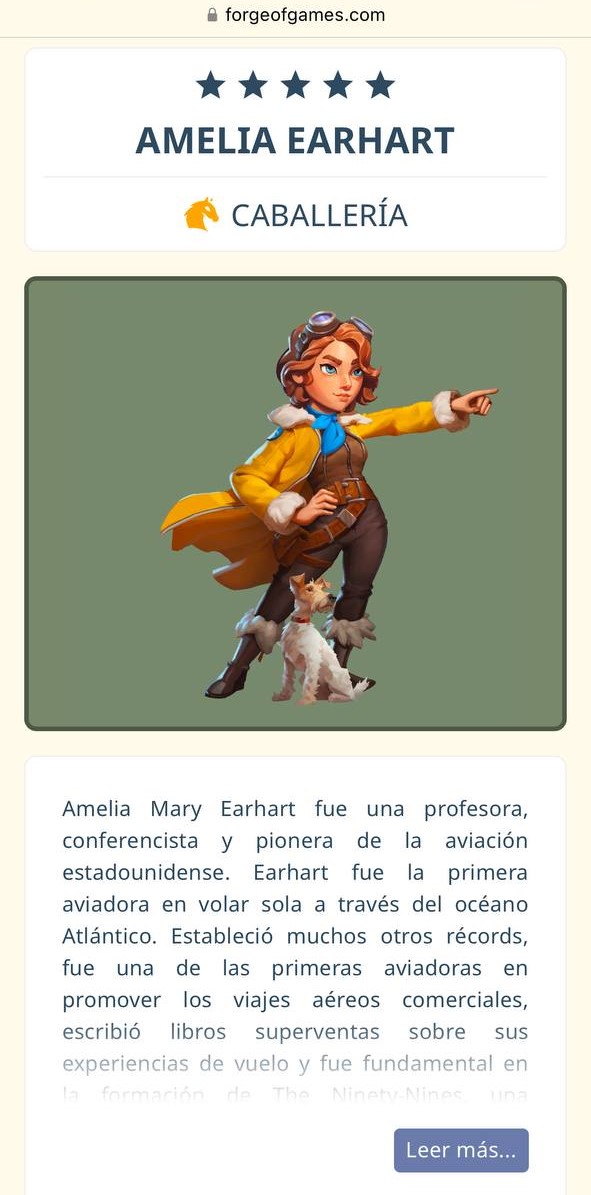 forgeofgames.com
AMELIA EARHART
CABALLERÍA
Amelia Mary Earhart fue una profesora,
conferencista y pionera de la aviación
estadounidense. Earhart fue la primera
aviadora en volar sola a través del océano
Atlántico. Estableció muchos otros récords,
fue una de las primeras aviadoras en
promover los viajes aéreos comerciales,
escribió libros superventas sobre sus
experiencias de vuelo y fue fundamental en
la formación de The Ninety-Nines, una
Leer más...